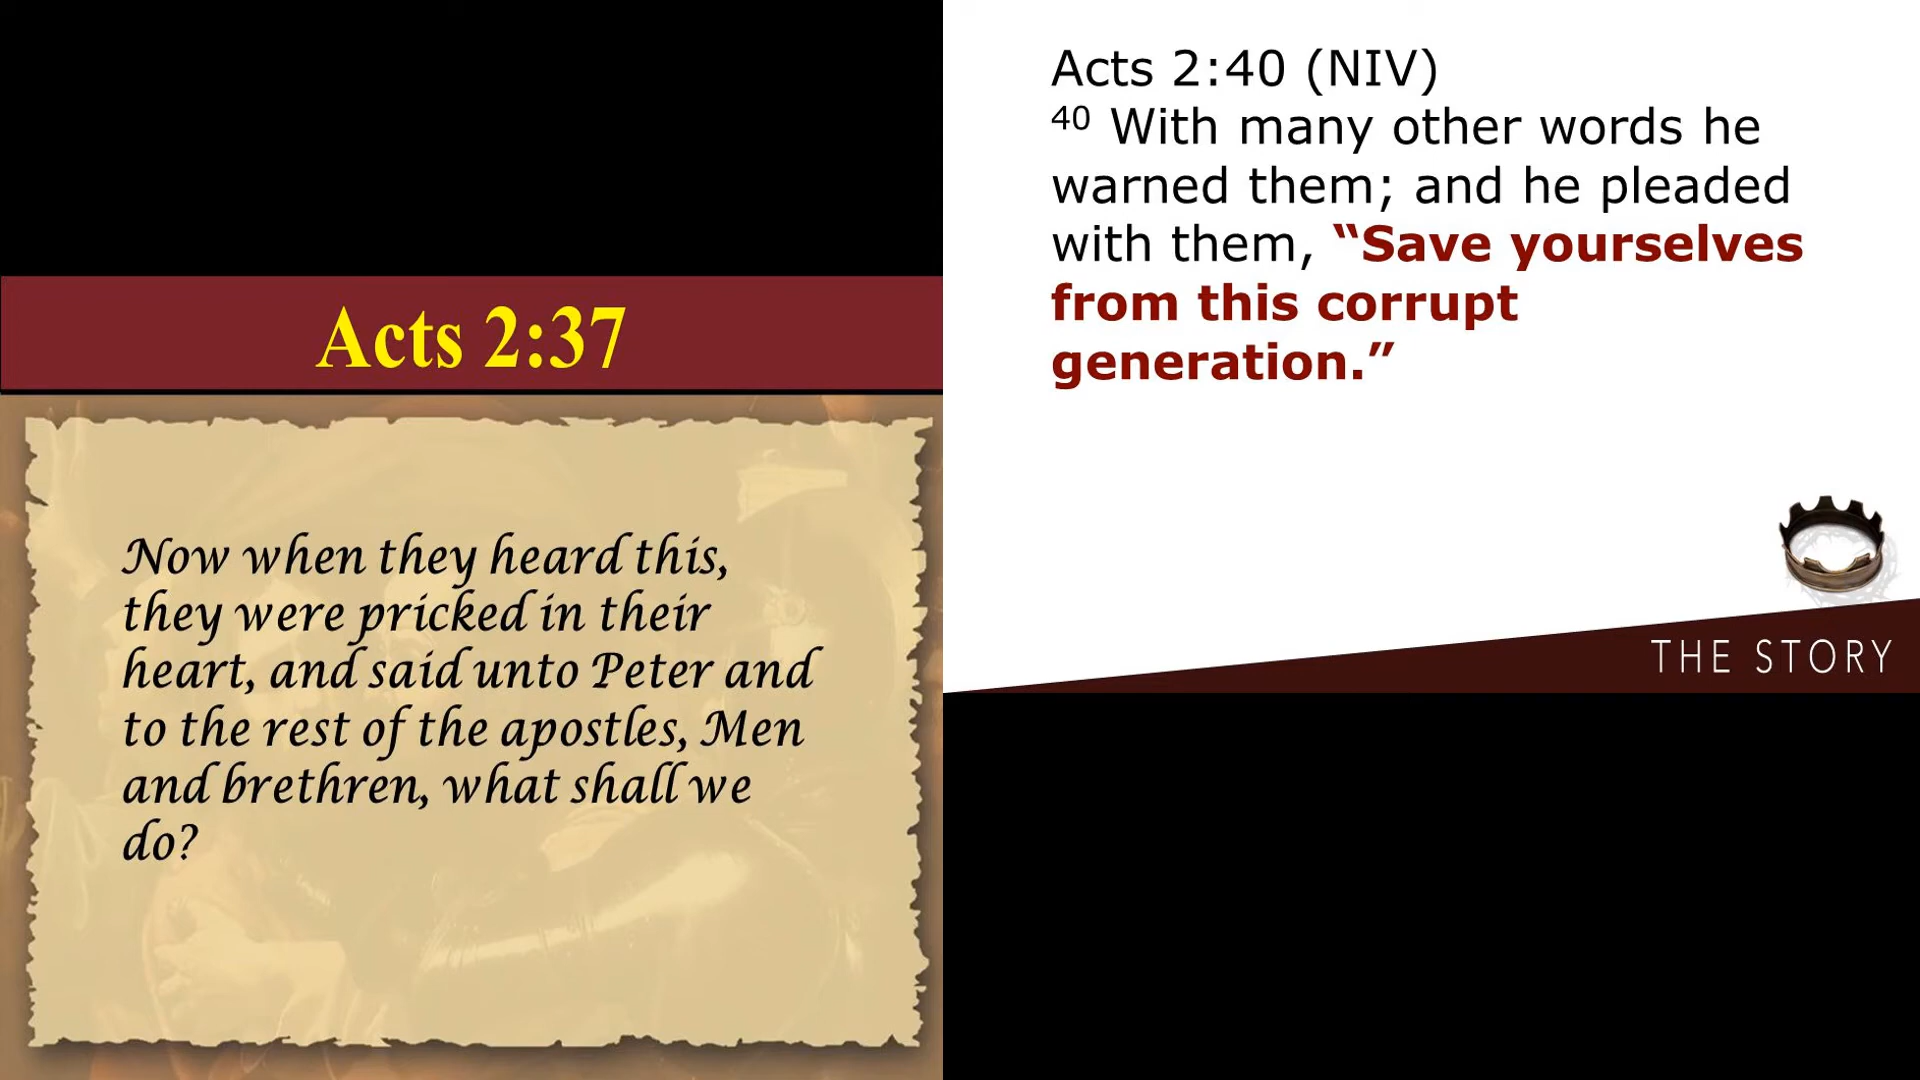 Acts 2:37
Now when they heard this,
they were pricked in their
heart, and said unto Peter and
to the rest of the apostles, Men
and brethren, what shall we
do?
Acts 2:40 (NIV)
40 With many other words he
warned them; and he pleaded
with them, “Save yourselves
from this corrupt
generation.”
THE STORY